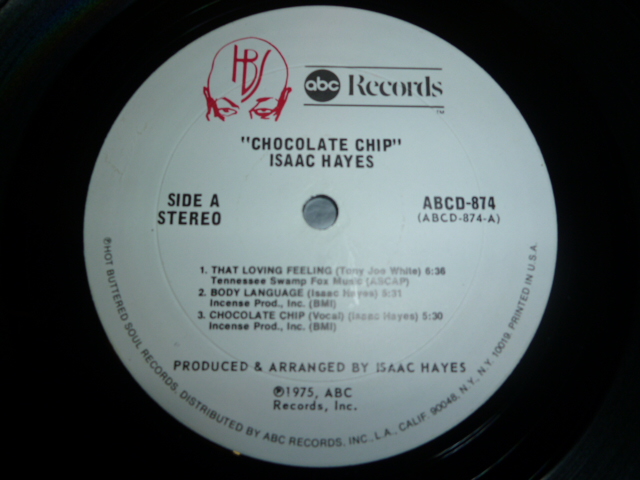 HBS
abc Records
™
"CHOCOLATE CHIP"
ISAAC HAYES
SIDE A
STEREO
ABCD-874
(ABCD-874-A)
1. THAT LOVING FEELING (Tony Joe White) 6:36
Tennessee Swamp Fox Music (ASCAP)
2. BODY LANGUAGE (Isaac Hayes) 5:31
Incense Prod., Inc. (BMI)
3. CHOCOLATE CHIP (Vocal) (Isaac Hayes) 5:30
Incense Prod., Inc. (BMI)
PRODUCED & ARRANGED BY ISAAC HAYES
℗1975, ABC
Records, Inc.
℗HOT BUTTERED SOUL RECORDS, DISTRIBUTED BY ABC RECORDS, INC., L.A., CALIF. 90048, N.Y., N.Y. 10019. PRINTED IN U.S.A.